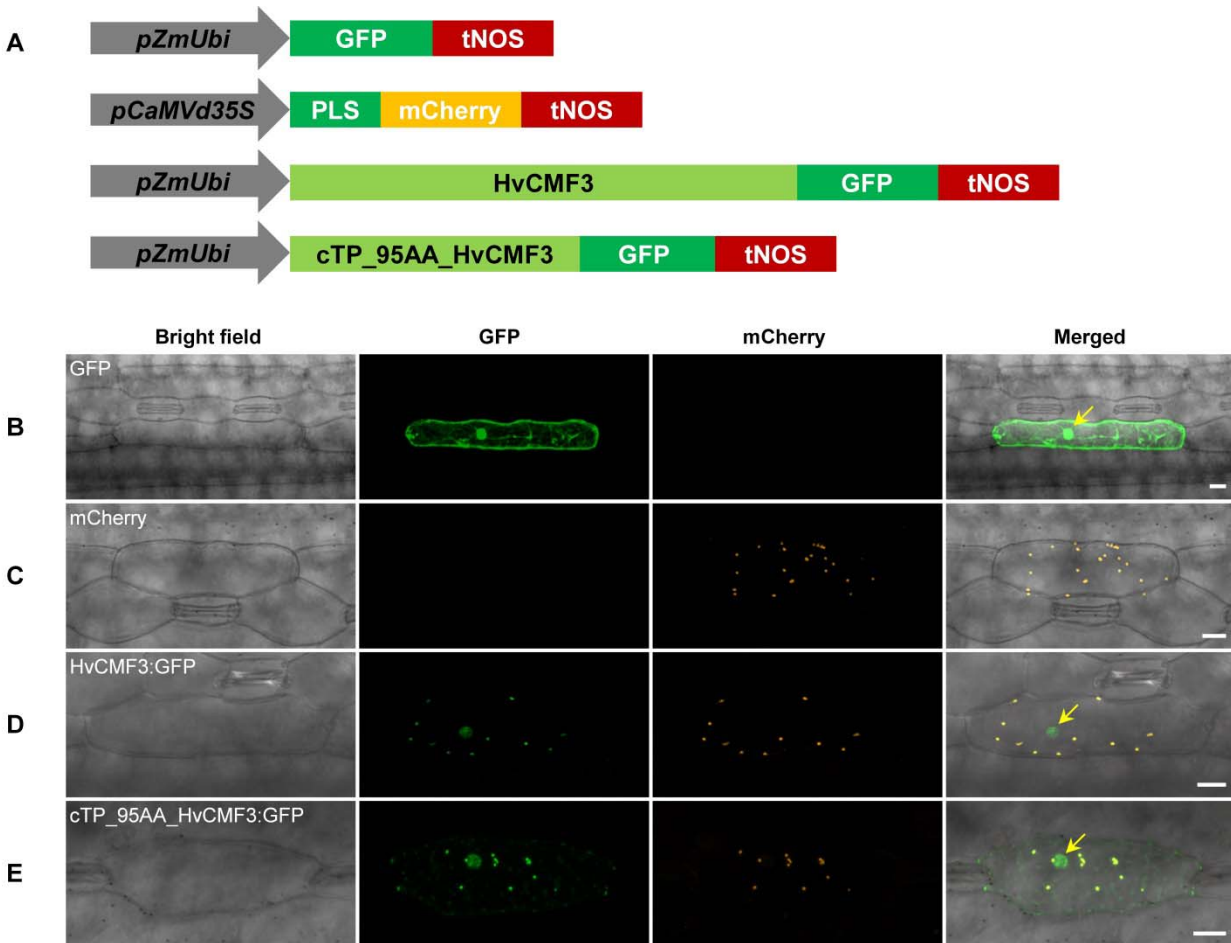 A
pZmUbi GFP tNOS
pCaMVd35S PLS mCherry tNOS
pZmUbi HvCMF3 GFP tNOS
pZmUbi cTP_95AA_HvCMF3 GFP tNOS
Bright field GFP mCherry Merged
B GFP
C mCherry
D HvCMF3:GFP
E cTP_95AA_HvCMF3:GFP